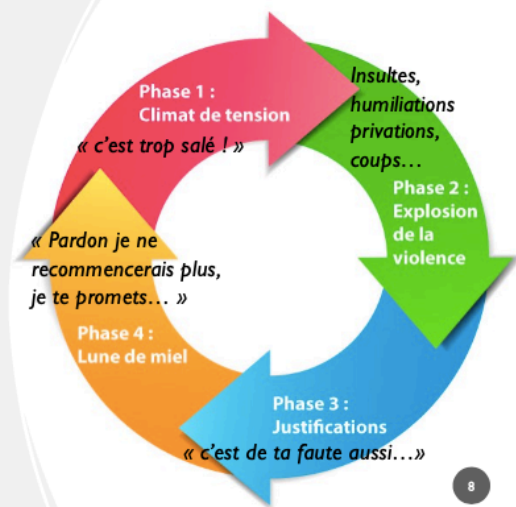 Phase 1 :
Climat de tension
« c'est trop salé ! »
Insultes,
humiliations
privations,
coups…
Phase 2 :
Explosion
de la
violence
Phase 3 :
Justifications
« c'est de ta faute aussi…»
« Pardon je ne
recommencerais plus,
je te promets… »
Phase 4 :
Lune de miel
8